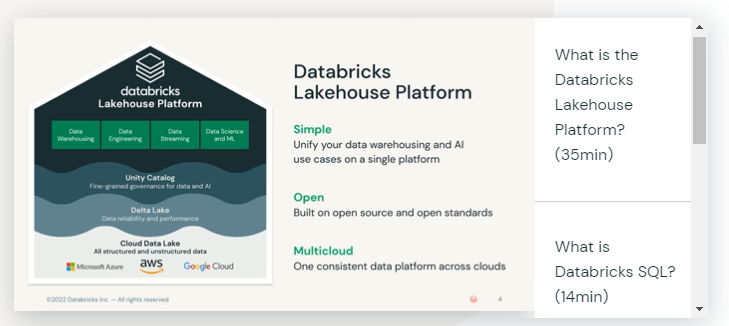 databricks
Lakehouse Platform
Data
Warehousing
Data
Engineering
Data
Streaming
Data Science
and ML
Unity Catalog
Fine-grained governance for data and AI
Delta Lake
Data reliability and performance
Cloud Data Lake
All structured and unstructured data
Microsoft Azure
aws
Google Cloud
©2022 Databricks Inc. — All rights reserved
Databricks
Lakehouse Platform
Simple
Unify your data warehousing and AI
use cases on a single platform
Open
Built on open source and open standards
Multicloud
One consistent data platform across clouds
4
What is the
Databricks
Lakehouse
Platform?
(35min)
What is
Databricks SQL?
(14min)